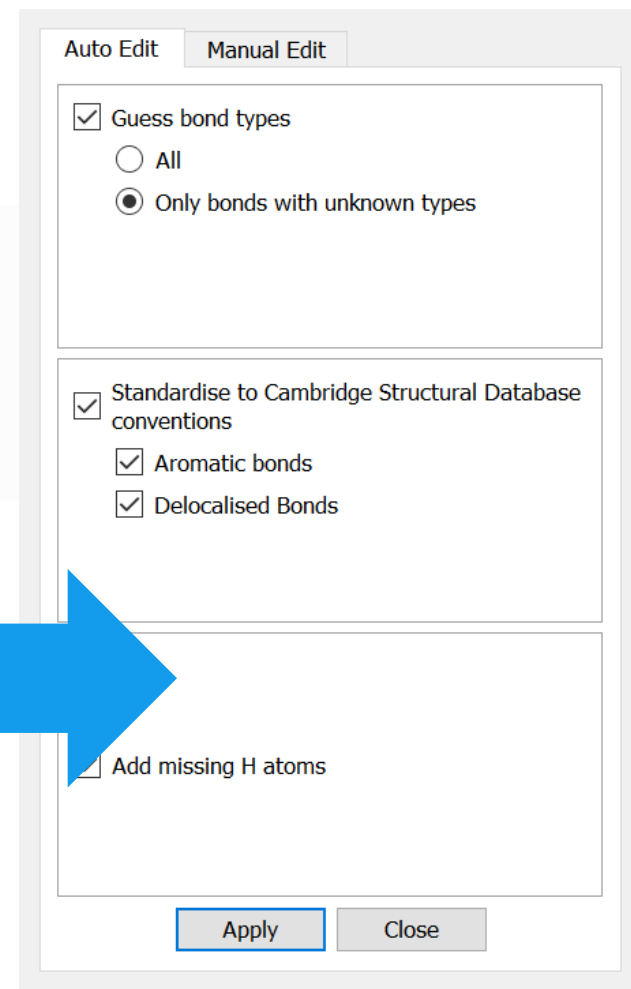 Auto Edit Manual Edit
Guess bond types
All
Only bonds with unknown types
Standardise to Cambridge Structural Database
conventions
Aromatic bonds
Delocalised Bonds
Add missing H atoms
Apply Close